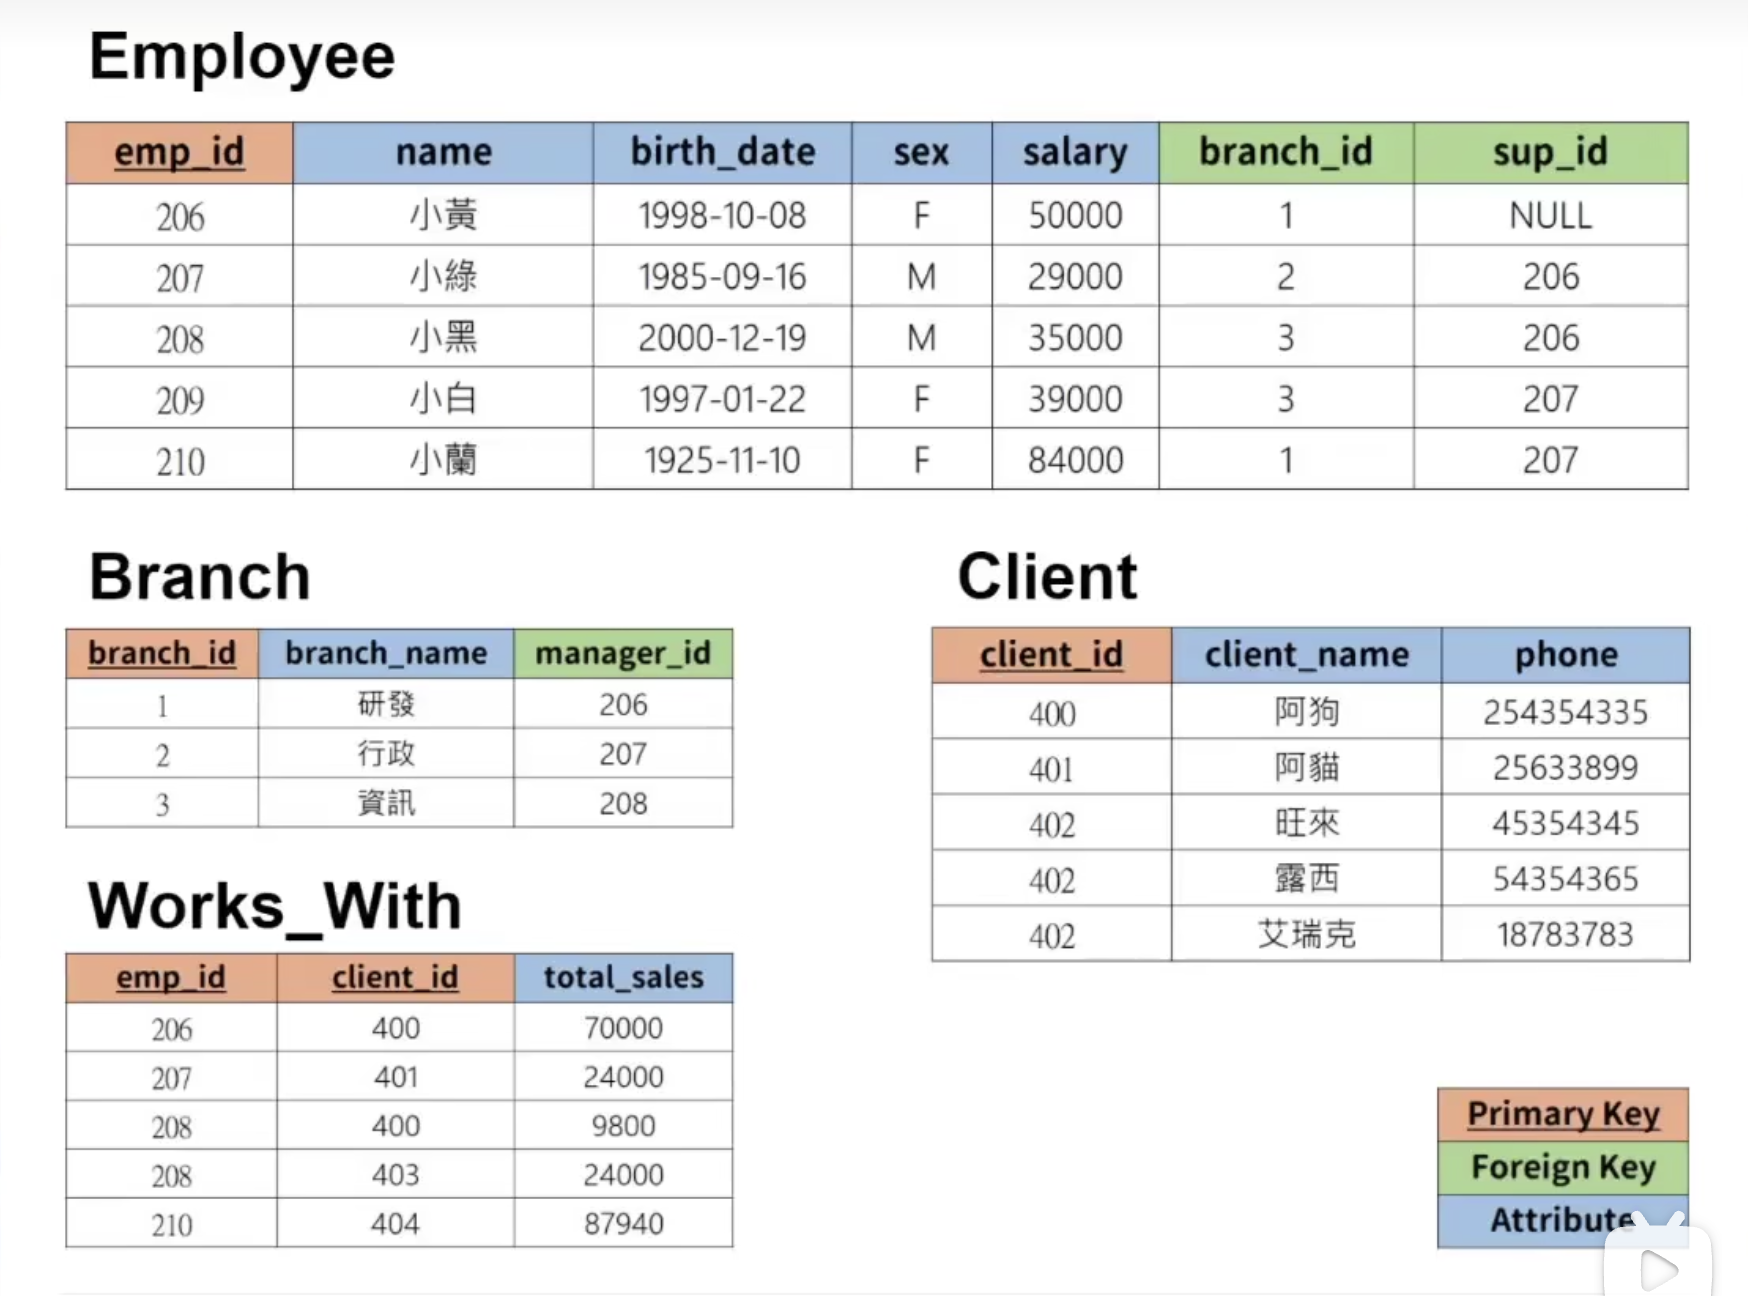 Employee
emp_id name birth_date sex salary branch_id sup_id
206 小黃 1998-10-08 F 50000 1 NULL
207 小綠 1985-09-16 M 29000 2 206
208 小黑 2000-12-19 M 35000 3 206
209 小白 1997-01-22 F 39000 3 207
210 小蘭 1925-11-10 F 84000 1 207
Branch
branch_id branch_name manager_id
1 研發 206
2 行政 207
3 資訊 208
Client
client_id client_name phone
400 阿狗 254354335
401 阿貓 25633899
402 旺來 45354345
402 露西 54354365
402 艾瑞克 18783783
Works_With
emp_id client_id total_sales
206 400 70000
207 401 24000
208 400 9800
208 403 24000
210 404 87940
Primary Key
Foreign Key
Attribute